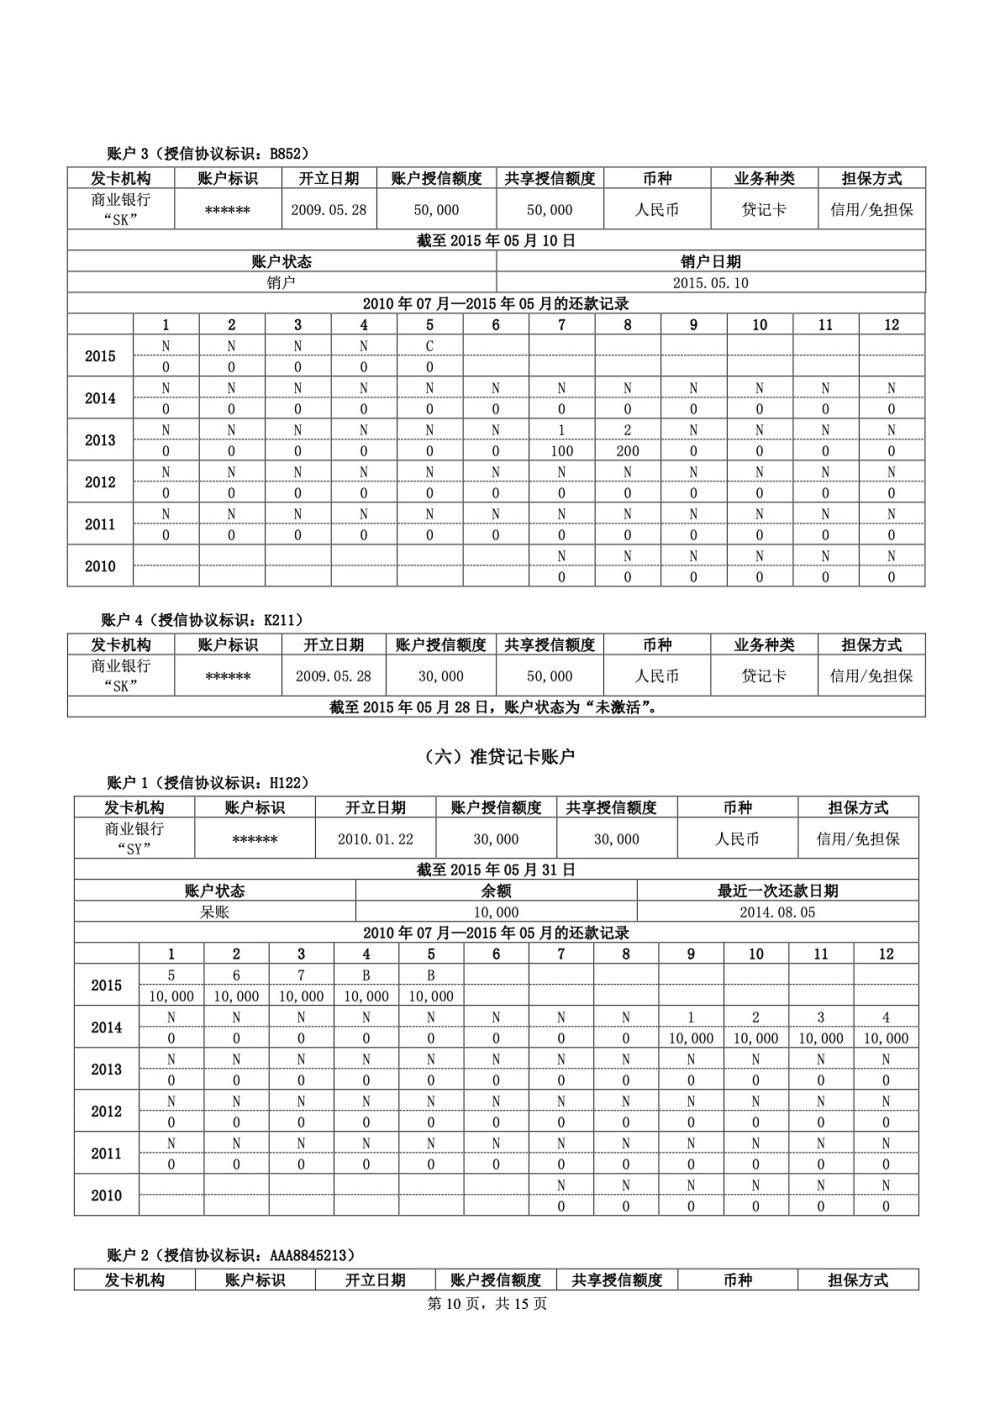 账户 3（授信协议标识：B852）
发卡机构 账户标识 开立日期 账户授信额度 共享授信额度 币种 业务种类 担保方式
商业银行“SK” ****** 2009.05.28 50,000 50,000 人民币 贷记卡 信用/免担保
截至 2015 年 05 月 10 日
账户状态 销户日期
销户 2015.05.10
2010 年 07 月—2015 年 05 月的还款记录
1 2 3 4 5 6 7 8 9 10 11 12
2015 N N N N C
0 0 0 0 0
2014 N N N N N N N N N N N N
0 0 0 0 0 0 0 0 0 0 0 0
2013 N N N N N N 1 2 N N N N
0 0 0 0 0 0 100 200 0 0 0 0
2012 N N N N N N N N N N N N
0 0 0 0 0 0 0 0 0 0 0 0
2011 N N N N N N N N N N N N
0 0 0 0 0 0 0 0 0 0 0 0
2010 N N N N N N
0 0 0 0 0 0
账户 4（授信协议标识：K211）
发卡机构 账户标识 开立日期 账户授信额度 共享授信额度 币种 业务种类 担保方式
商业银行“SK” ****** 2009.05.28 30,000 50,000 人民币 贷记卡 信用/免担保
截至 2015 年 05 月 28 日，账户状态为“未激活”。
（六）准贷记卡账户
账户 1（授信协议标识：H122）
发卡机构 账户标识 开立日期 账户授信额度 共享授信额度 币种 担保方式
商业银行“SY” ****** 2010.01.22 30,000 30,000 人民币 信用/免担保
截至 2015 年 05 月 31 日
账户状态 余额 最近一次还款日期
呆账 10,000 2014.08.05
2010 年 07 月—2015 年 05 月的还款记录
1 2 3 4 5 6 7 8 9 10 11 12
2015 5 6 7 B B
10,000 10,000 10,000 10,000 10,000
2014 N N N N N N N N 1 2 3 4
0 0 0 0 0 0 0 0 10,000 10,000 10,000 10,000
2013 N N N N N N N N N N N N
0 0 0 0 0 0 0 0 0 0 0 0
2012 N N N N N N N N N N N N
0 0 0 0 0 0 0 0 0 0 0 0
2011 N N N N N N N N N N N N
0 0 0 0 0 0 0 0 0 0 0 0
2010 N N N N N N
0 0 0 0 0 0
账户 2（授信协议标识：AAA8845213）
发卡机构 账户标识 开立日期 账户授信额度 共享授信额度 币种 担保方式
第 10 页，共 15 页